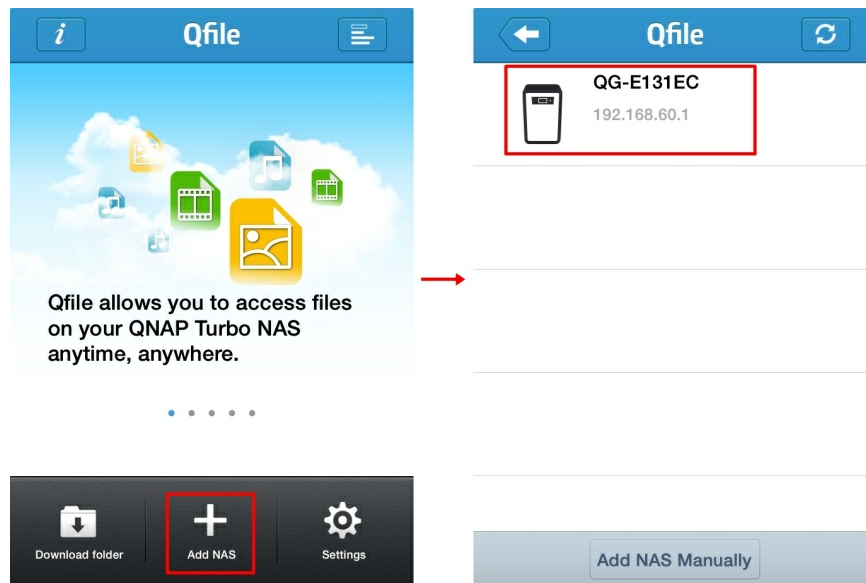 i
Qfile
Qfile allows you to access files
on your QNAP Turbo NAS
anytime, anywhere.
Download folder
Add NAS
Settings
Qfile
QG-E131EC
192.168.60.1
Add NAS Manually